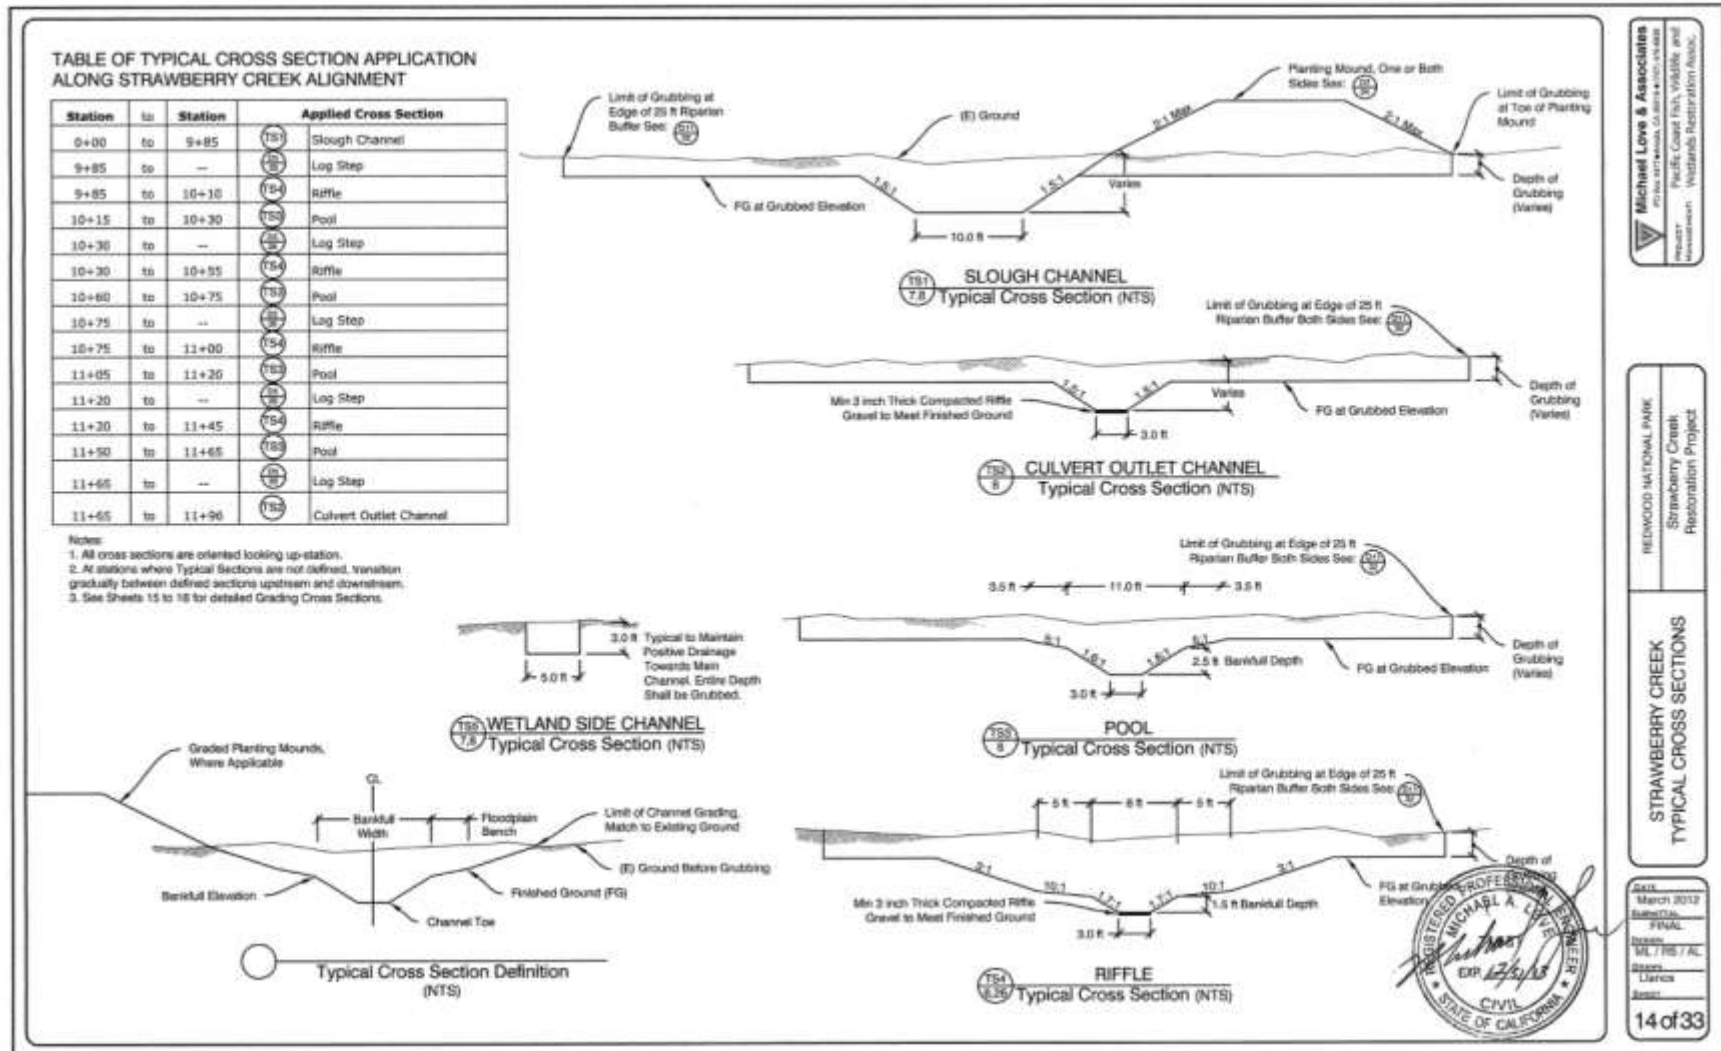 TABLE OF TYPICAL CROSS SECTION APPLICATION
ALONG STRAWBERRY CREEK ALIGNMENT
Station to Station Applied Cross Section
0+00 to 9+85 TS1 Slough Channel
9+85 to -- Log Step
9+85 to 10+10 TS4 Riffle
10+15 to 10+30 TS3 Pool
10+30 to -- Log Step
10+30 to 10+55 TS4 Riffle
10+60 to 10+75 TS3 Pool
10+75 to -- Log Step
10+75 to 11+00 TS4 Riffle
11+05 to 11+20 TS3 Pool
11+20 to -- Log Step
11+20 to 11+45 TS4 Riffle
11+50 to 11+65 TS3 Pool
11+65 to -- Log Step
11+65 to 11+96 TS2 Culvert Outlet Channel
Notes:
1. All cross sections are oriented looking up-station.
2. At stations where Typical Sections are not defined, transition
gradually between defined sections upstream and downstream.
3. See Sheets 15 to 18 for detailed Grading Cross Sections.
Limit of Grubbing at
Edge of 25 ft Riparian
Buffer See:
(E) Ground
Planting Mound, One or Both
Sides See:
Limit of Grubbing
at Toe of Planting
Mound
2:1 Max
2:1 Max
1.5:1
1.5:1
Varies
Depth of
Grubbing
(Varies)
FG at Grubbed Elevation
10.0 ft
TS1
7,8
SLOUGH CHANNEL
Typical Cross Section (NTS)
Limit of Grubbing at Edge of 25 ft
Riparian Buffer Both Sides See:
1.5:1
1.5:1
Varies
Min 3 inch Thick Compacted Riffle
Gravel to Meet Finished Ground
FG at Grubbed Elevation
Depth of
Grubbing
(Varies)
3.0 ft
TS2
8
CULVERT OUTLET CHANNEL
Typical Cross Section (NTS)
Limit of Grubbing at Edge of 25 ft
Riparian Buffer Both Sides See:
3.5 ft 11.0 ft 3.5 ft
5:1
5:1
1.6:1
1.6:1
2.5 ft Bankfull Depth
FG at Grubbed Elevation
Depth of
Grubbing
(Varies)
3.0 ft
TS3
8
POOL
Typical Cross Section (NTS)
3.0 ft Typical to Maintain
Positive Drainage
Towards Main
Channel. Entire Depth
Shall be Grubbed.
5.0 ft
TS5
7,8
WETLAND SIDE CHANNEL
Typical Cross Section (NTS)
Graded Planting Mounds,
Where Applicable
CL
Bankfull
Width
Floodplain
Bench
Limit of Channel Grading,
Match to Existing Ground
(E) Ground Before Grubbing
Bankfull Elevation
Finished Ground (FG)
Channel Toe
Typical Cross Section Definition
(NTS)
Limit of Grubbing at Edge of 25 ft
Riparian Buffer Both Sides See:
5 ft 8 ft 5 ft
3:1
10:1
1.7:1
1.7:1
10:1
3:1
Min 3 inch Thick Compacted Riffle
Gravel to Meet Finished Ground
1.5 ft Bankfull Depth
FG at Grubbed
Elevation
Depth of
3.0 ft
TS4
RIFFLE
Typical Cross Section (NTS)
REGISTERED PROFESSIONAL ENGINEER
MICHAEL A. LOVE
EXP. 12/31/13
CIVIL
STATE OF CALIFORNIA
Michael Love & Associates
PROJECT MANAGEMENT:
Pacific Coast Fish, Wildlife and
Wetlands Restoration Assoc.
REDWOOD NATIONAL PARK
Strawberry Creek
Restoration Project
STRAWBERRY CREEK
TYPICAL CROSS SECTIONS
DATE
March 2012
SUBMITTAL
FINAL
DESIGN
ML / RS / AL
DRAWN
Llanos
SHEET
14 of 33